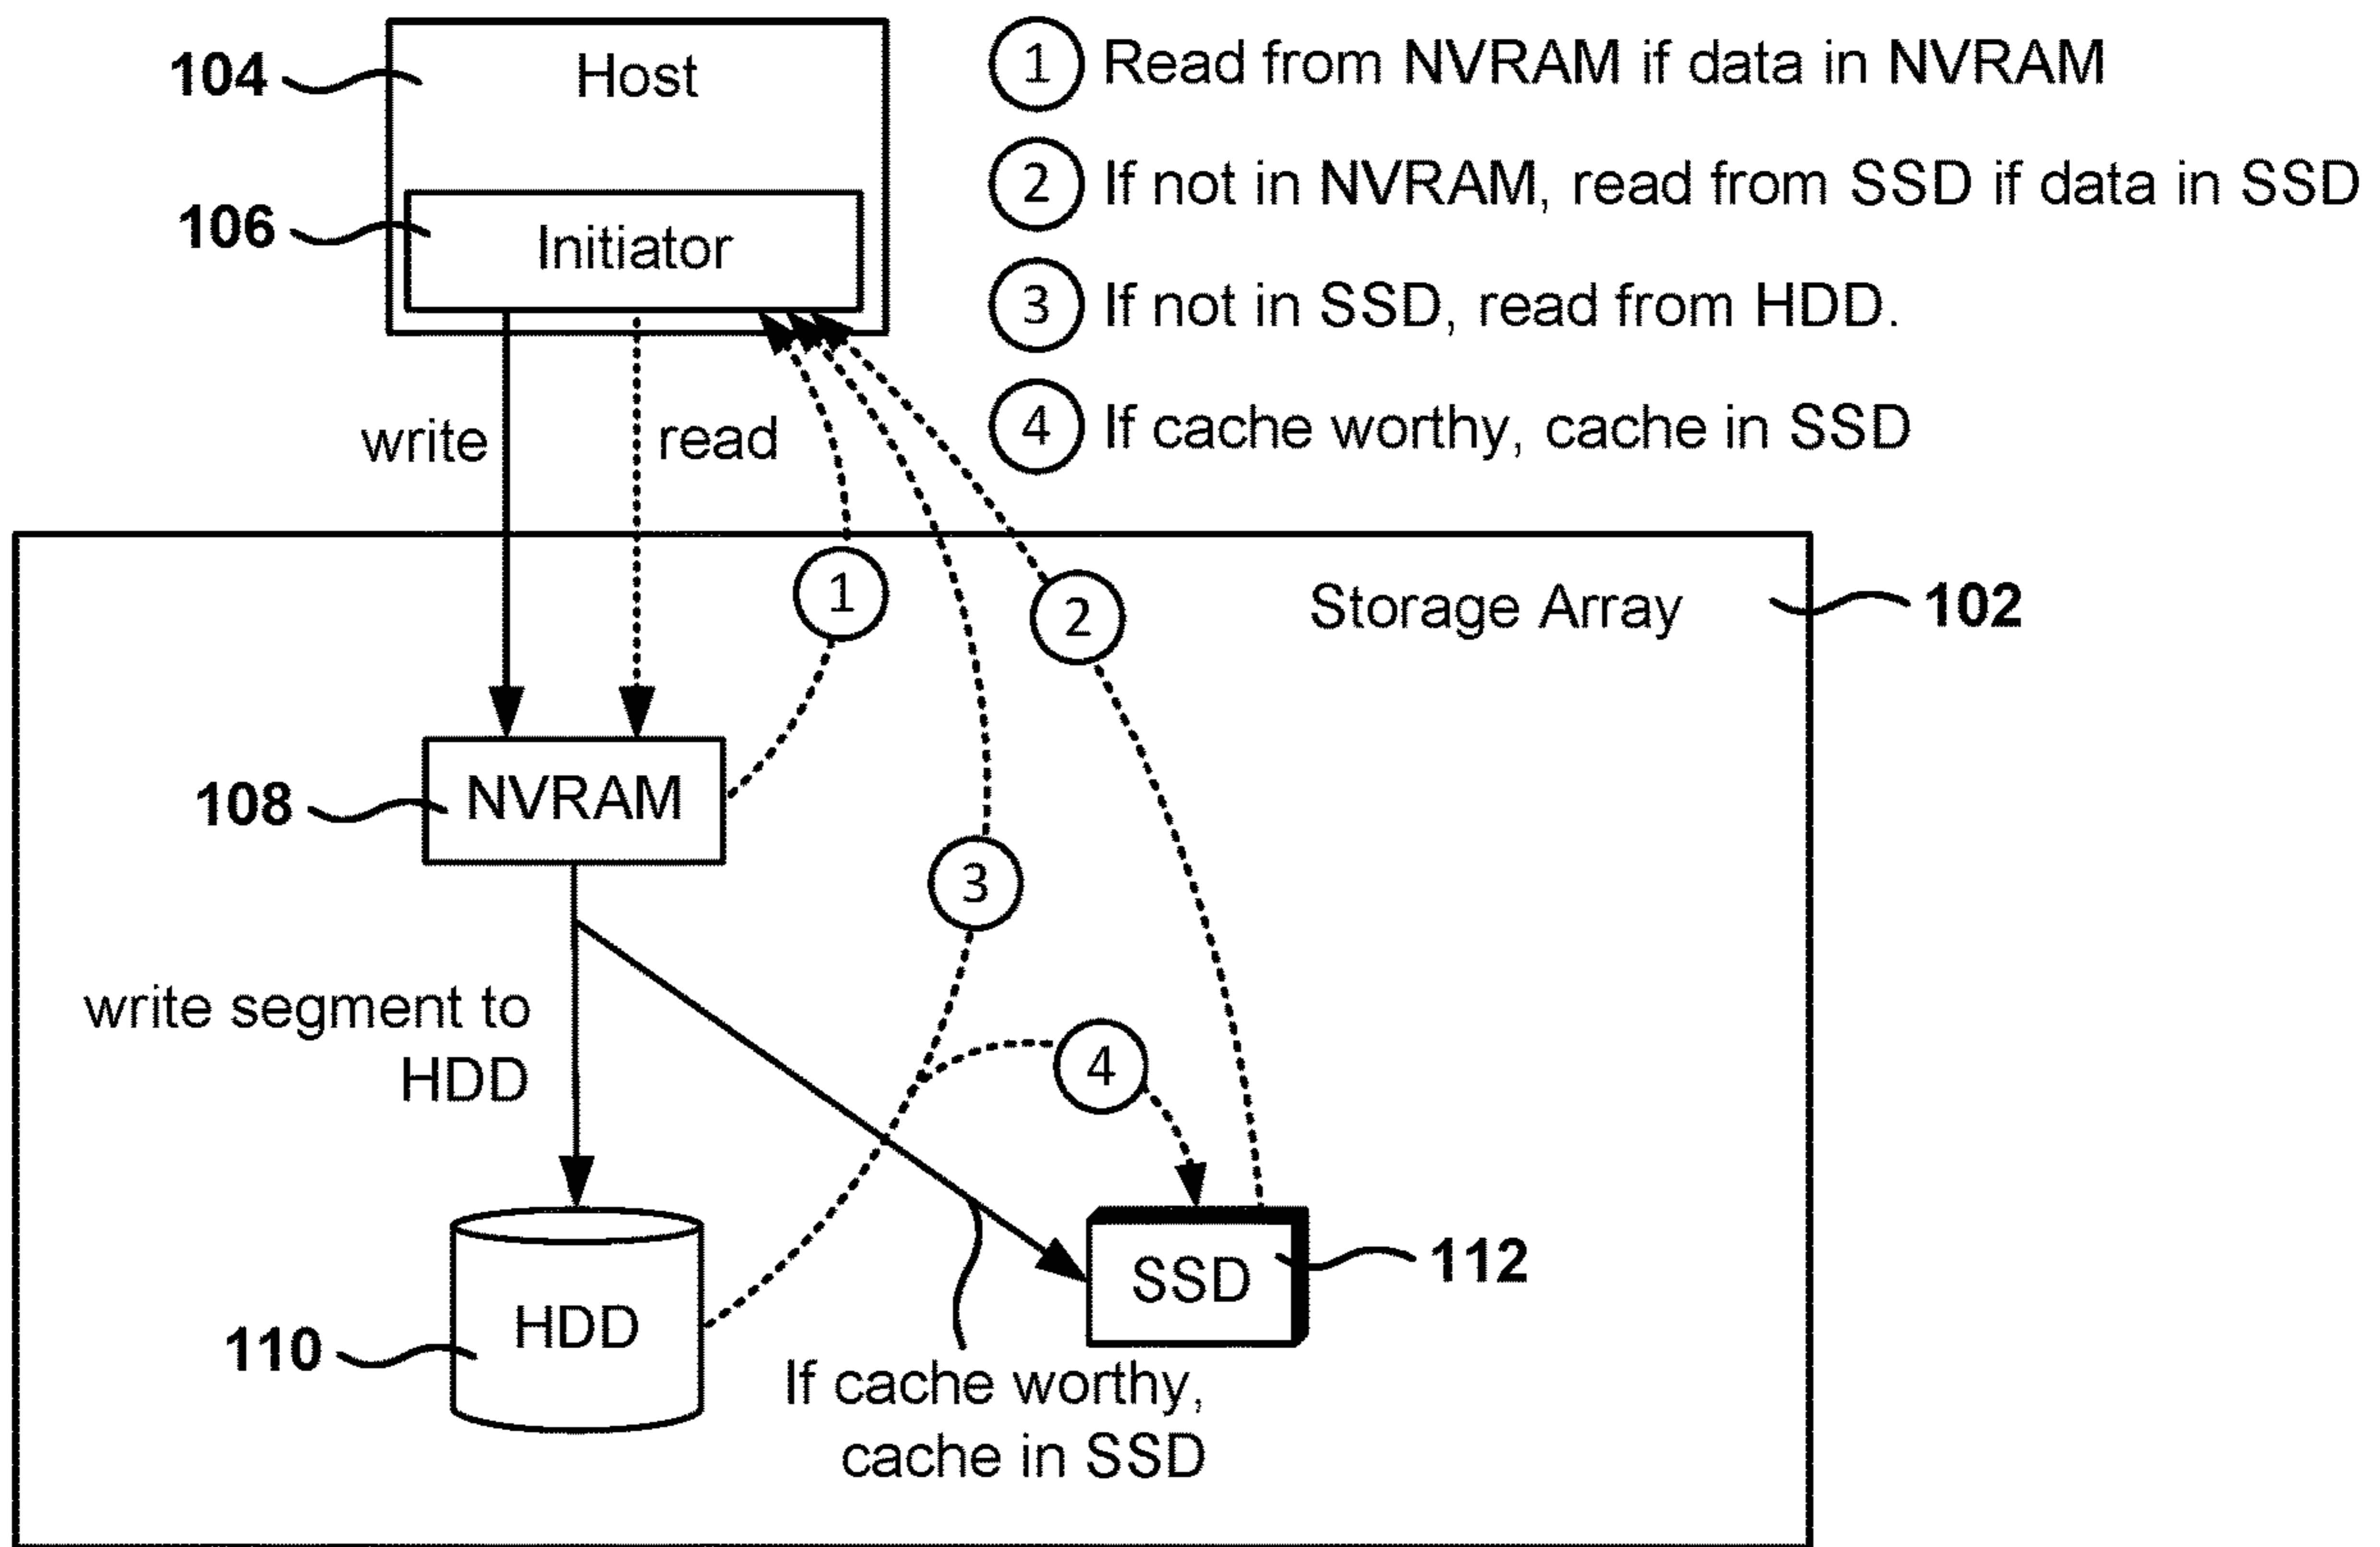 104
Host
106
Initiator
① Read from NVRAM if data in NVRAM
② If not in NVRAM, read from SSD if data in SSD
③ If not in SSD, read from HDD.
④ If cache worthy, cache in SSD
write
read
①
②
Storage Array
102
108
NVRAM
③
write segment to
HDD
④
110
HDD
SSD
112
If cache worthy,
cache in SSD